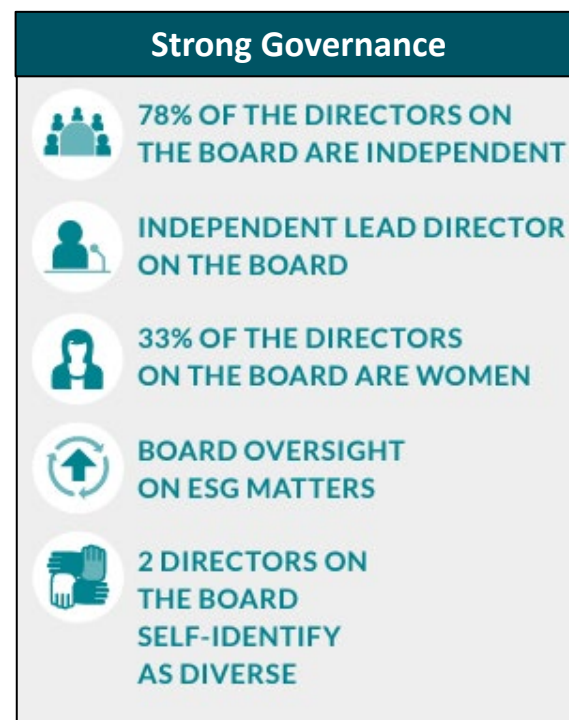 Strong Governance
78% OF THE DIRECTORS ON
THE BOARD ARE INDEPENDENT
INDEPENDENT LEAD DIRECTOR
ON THE BOARD
33% OF THE DIRECTORS
ON THE BOARD ARE WOMEN
BOARD OVERSIGHT
ON ESG MATTERS
2 DIRECTORS ON
THE BOARD
SELF-IDENTIFY
AS DIVERSE